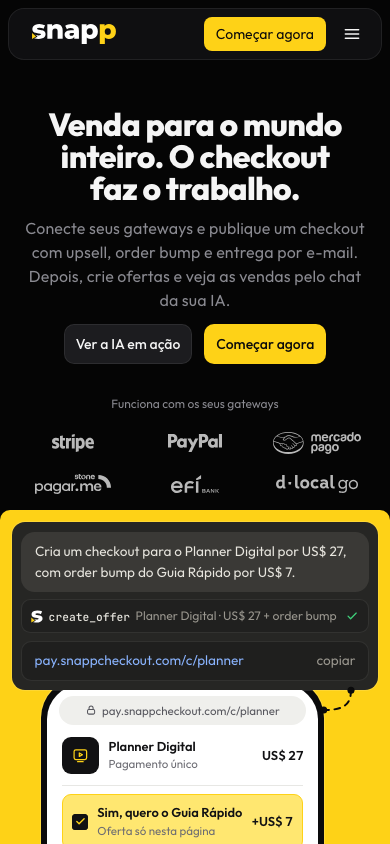 snapp
Começar agora
Venda para o mundo
inteiro. O checkout
faz o trabalho.
Conecte seus gateways e publique um checkout
com upsell, order bump e entrega por e-mail.
Depois, crie ofertas e veja as vendas pelo chat
da sua IA.
Ver a IA em ação
Começar agora
Funciona com os seus gateways
stripe
PayPal
mercado
pago
stone
pagar.me
efí BANK
d·local go
Cria um checkout para o Planner Digital por US$ 27,
com order bump do Guia Rápido por US$ 7.
S create_offer Planner Digital · US$ 27 + order bump
pay.snappcheckout.com/c/planner copiar
pay.snappcheckout.com/c/planner
Planner Digital
Pagamento único
US$ 27
Sim, quero o Guia Rápido
Oferta só nesta página
+US$ 7